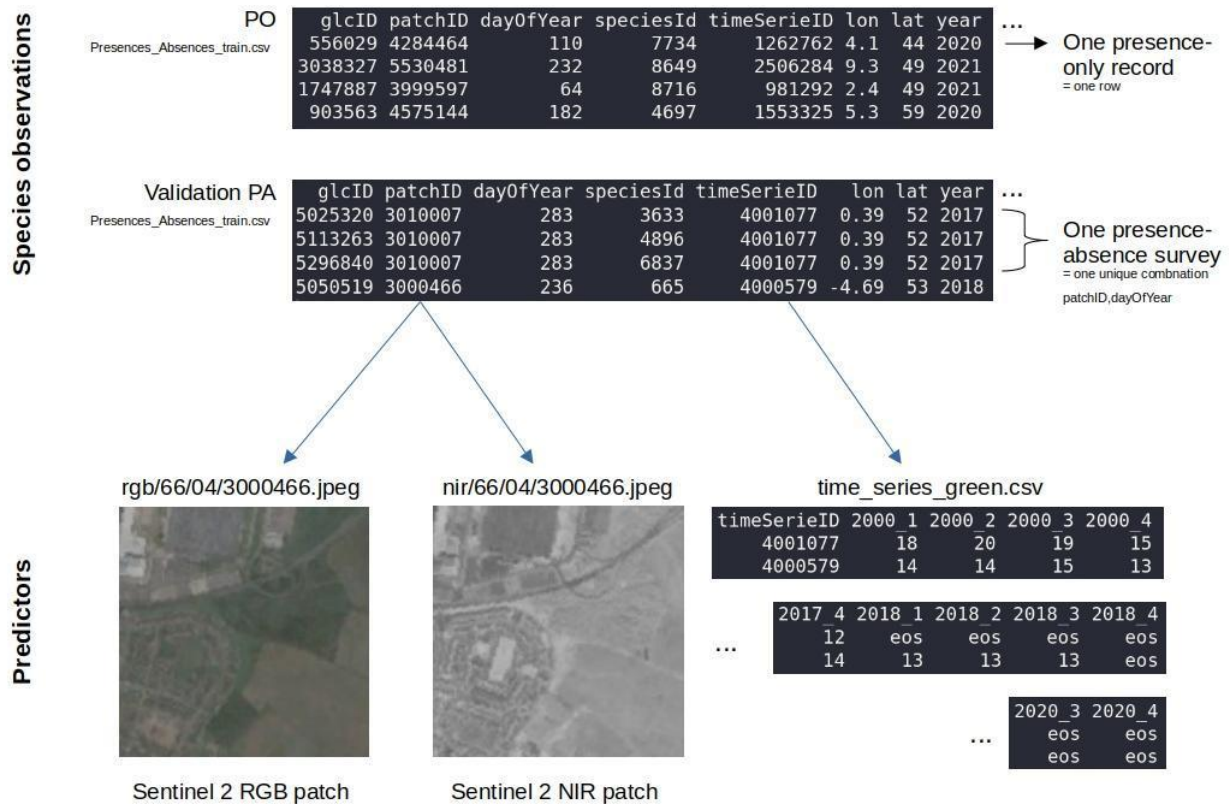 Species observations
PO
Presences_Absences_train.csv
glcID patchID dayOfYear speciesId timeSerieID lon lat year
556029 4284464 110 7734 1262762 4.1 44 2020
3038327 5530481 232 8649 2506284 9.3 49 2021
1747887 3999597 64 8716 981292 2.4 49 2021
903563 4575144 182 4697 1553325 5.3 59 2020
...
One presence-
only record
= one row
Validation PA
Presences_Absences_train.csv
glcID patchID dayOfYear speciesId timeSerieID lon lat year
5025320 3010007 283 3633 4001077 0.39 52 2017
5113263 3010007 283 4896 4001077 0.39 52 2017
5296840 3010007 283 6837 4001077 0.39 52 2017
5050519 3000466 236 665 4000579 -4.69 53 2018
...
One presence-
absence survey
= one unique combnation
patchID,dayOfYear
Predictors
rgb/66/04/3000466.jpeg
Sentinel 2 RGB patch
nir/66/04/3000466.jpeg
Sentinel 2 NIR patch
time_series_green.csv
timeSerieID 2000_1 2000_2 2000_3 2000_4
4001077 18 20 19 15
4000579 14 14 15 13
...
2017_4 2018_1 2018_2 2018_3 2018_4
12 eos eos eos eos
14 13 13 13 eos
...
2020_3 2020_4
eos eos
eos eos